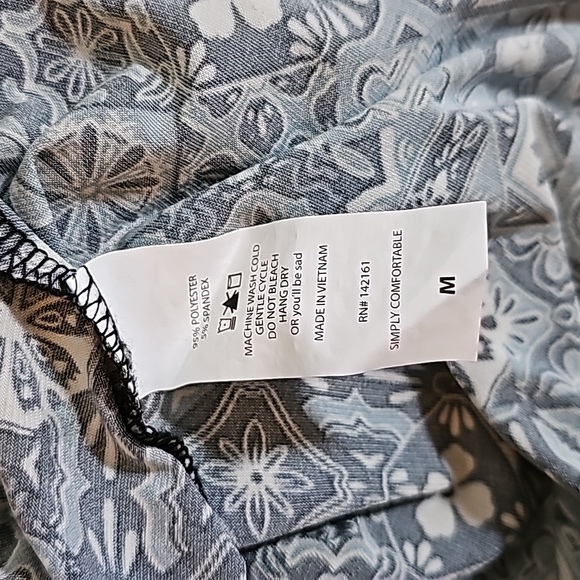 95% POLYESTER
5% SPANDEX
MACHINE WASH COLD
GENTLE CYCLE
DO NOT BLEACH
HANG DRY
OR you'll be sad
MADE IN VIETNAM
RN# 142161
SIMPLY COMFORTABLE
M